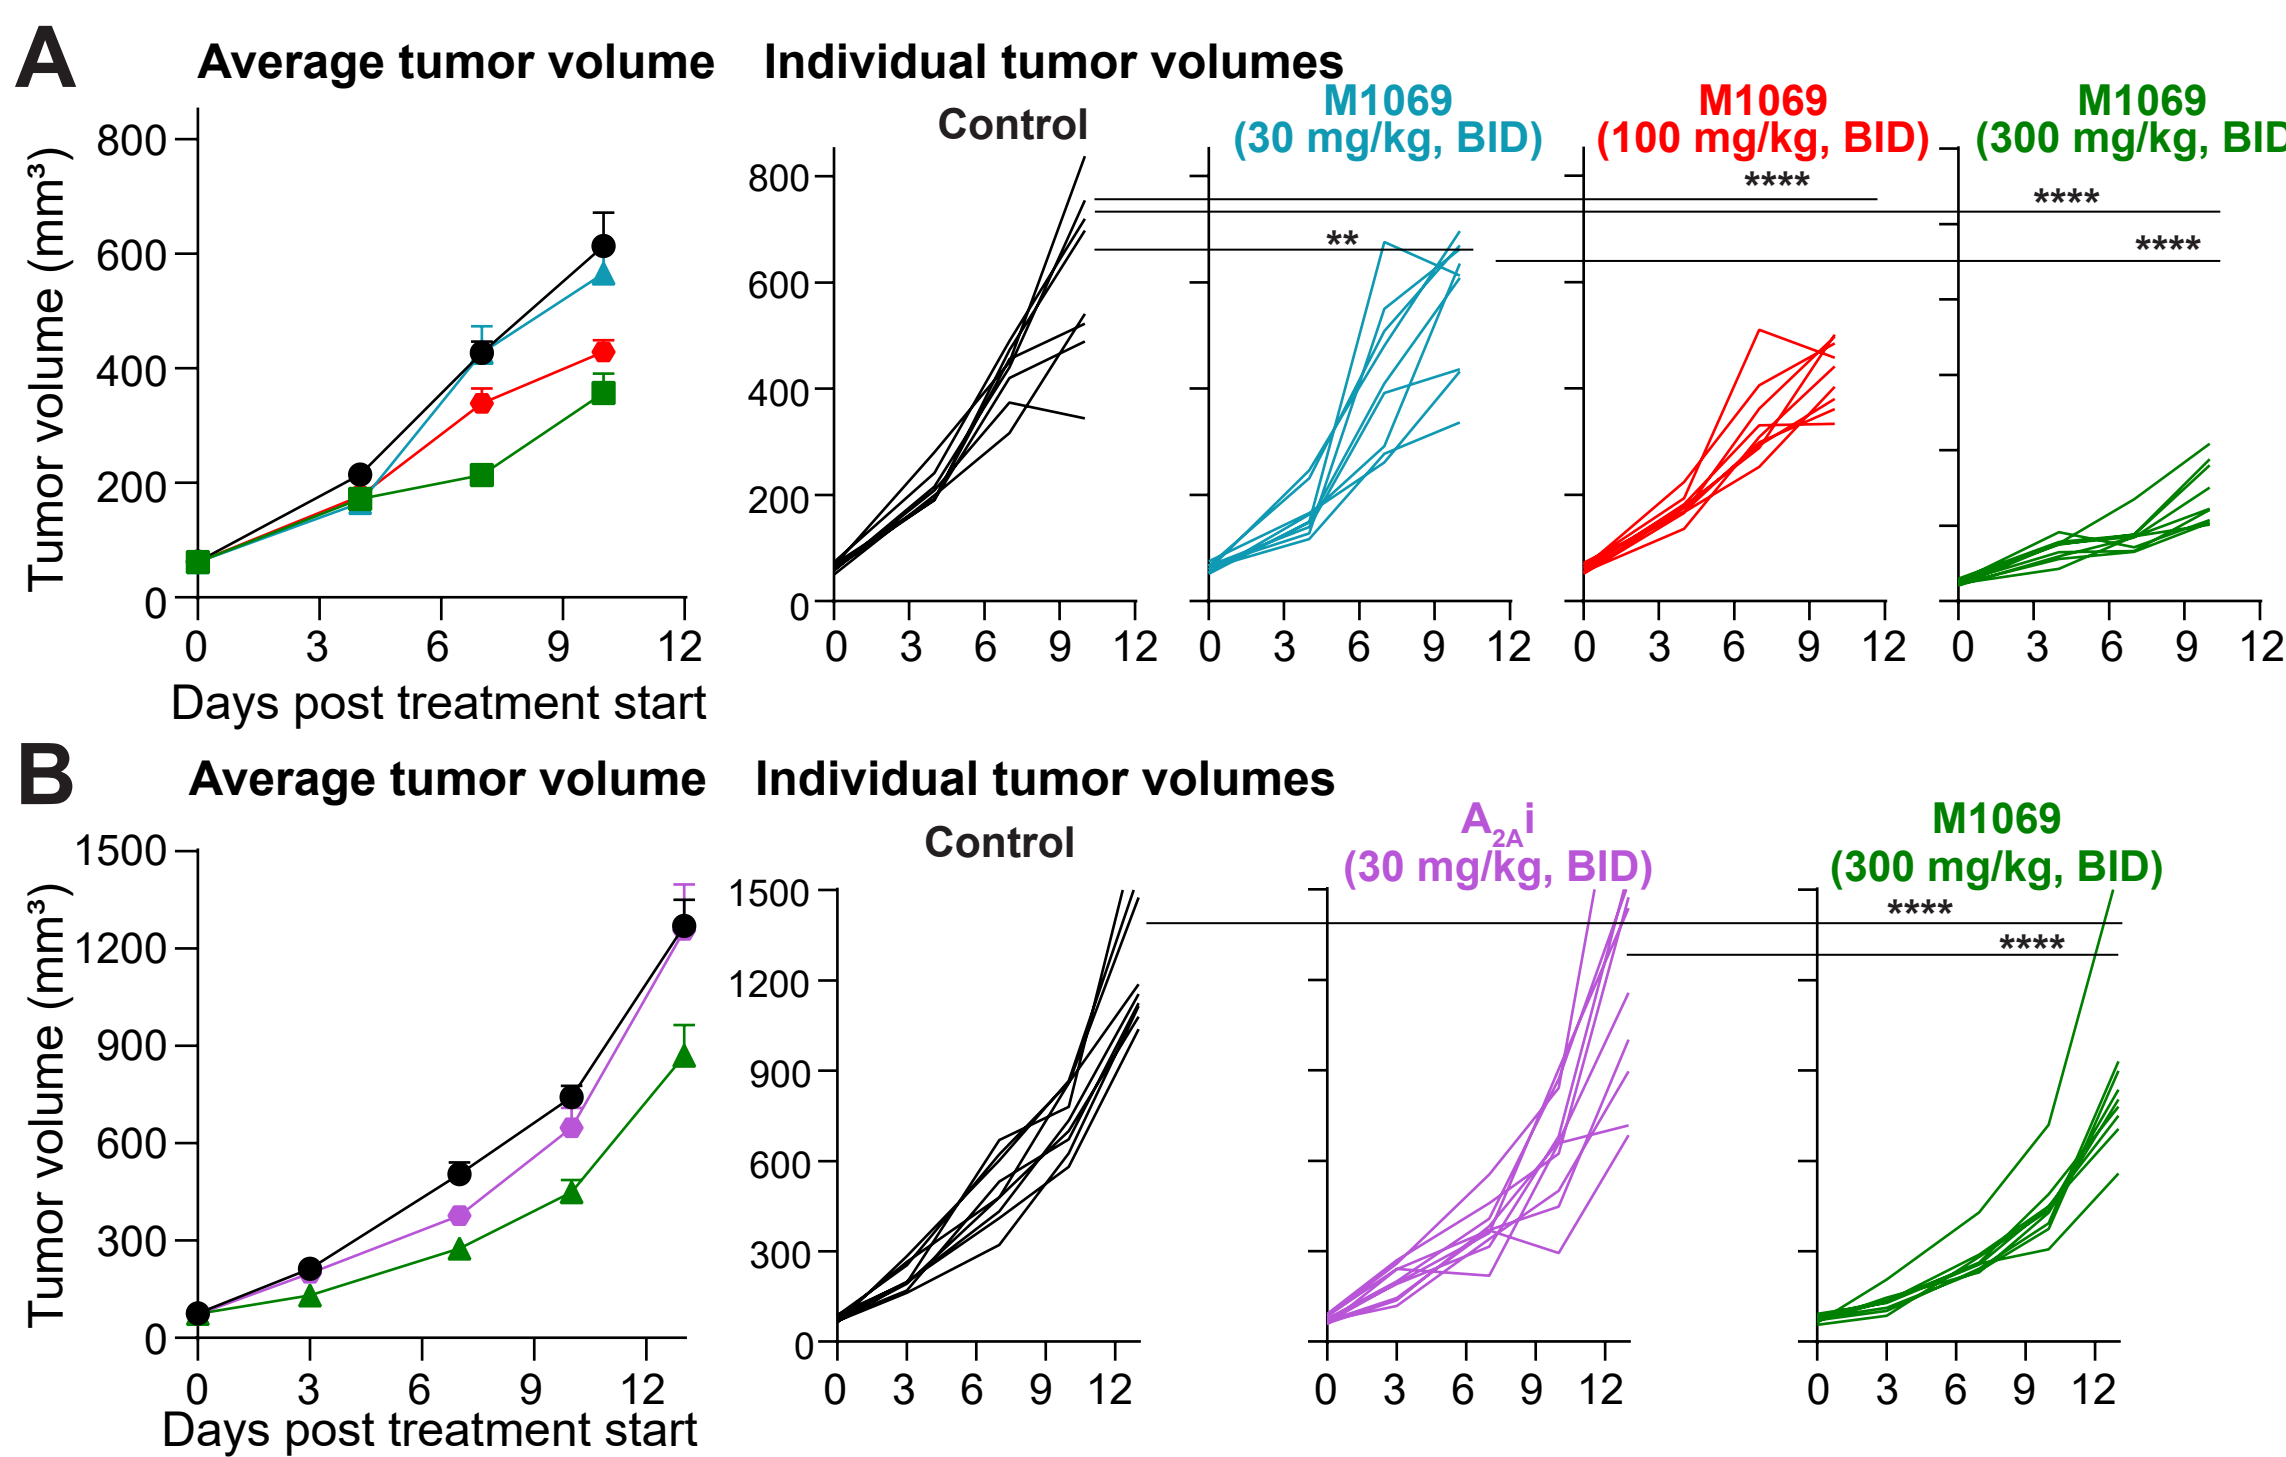 A
Average tumor volume
Individual tumor volumes
Control
M1069
(30 mg/kg, BID)
M1069
(100 mg/kg, BID)
M1069
(300 mg/kg, BID
Tumor volume (mm³)
800
600
400
200
0
0 3 6 9 12
Days post treatment start
800
600
400
200
0
**
****
****
****
0 3 6 9 12
0 3 6 9 12
0 3 6 9 12
0 3 6 9 12
B
Average tumor volume
Individual tumor volumes
Control
A2Ai
(30 mg/kg, BID)
M1069
(300 mg/kg, BID)
Tumor volume (mm³)
1500
1200
900
600
300
0
0 3 6 9 12
Days post treatment start
1500
1200
900
600
300
0
****
****
0 3 6 9 12
0 3 6 9 12
0 3 6 9 12